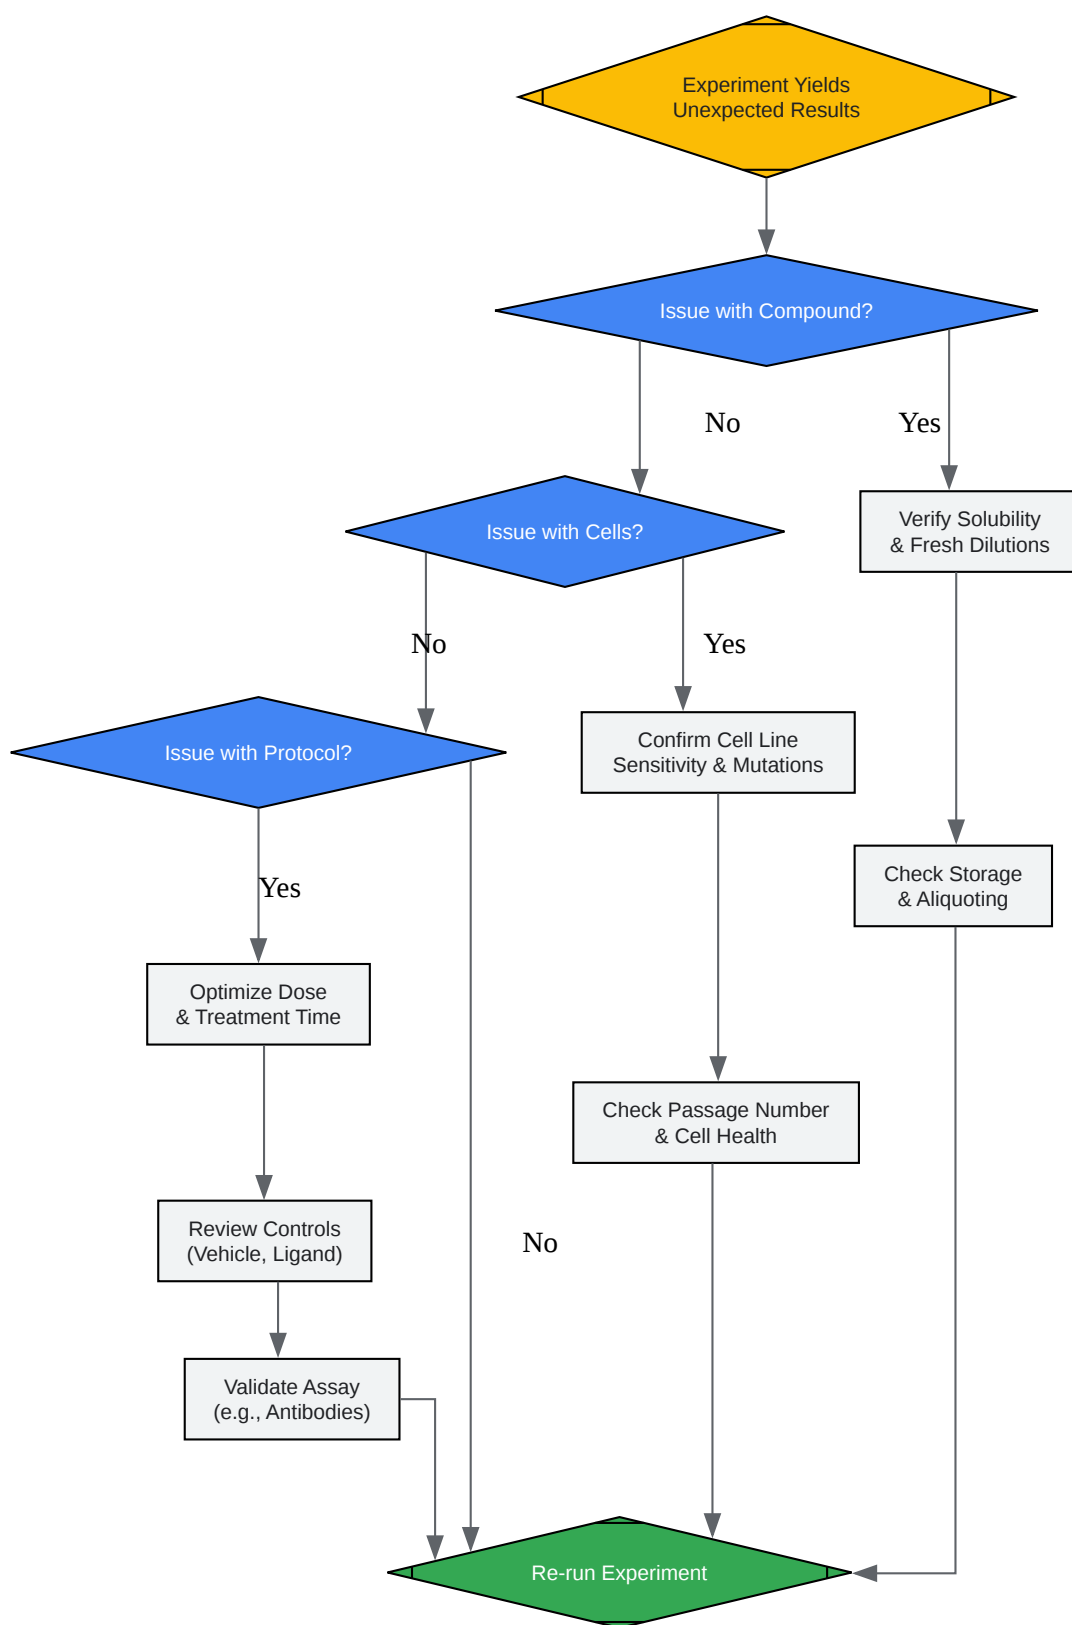 Experiment Yields
Unexpected Results
Issue with Compound?
No
Yes
Issue with Cells?
Verify Solubility
& Fresh Dilutions
No
Yes
Issue with Protocol?
Confirm Cell Line
Sensitivity & Mutations
Yes
Check Storage
& Aliquoting
Optimize Dose
& Treatment Time
Check Passage Number
& Cell Health
Review Controls
(Vehicle, Ligand)
No
Validate Assay
(e.g., Antibodies)
Re-run Experiment